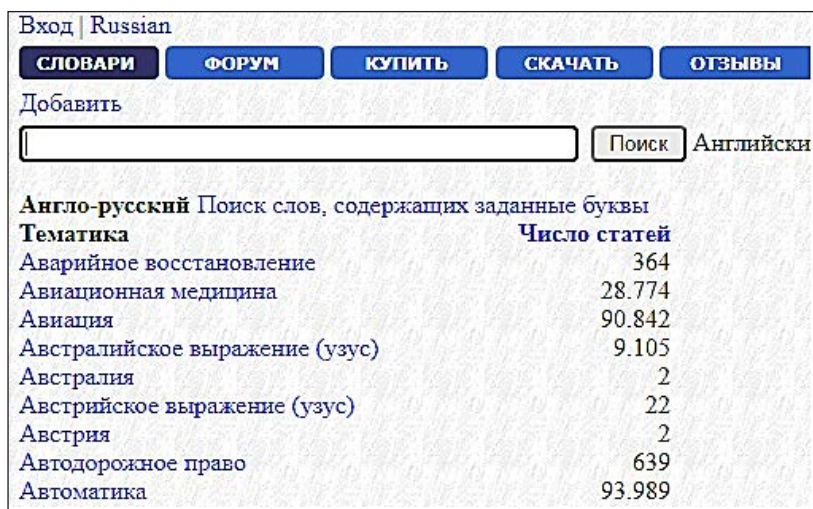 Вход | Russian
СЛОВАРИ ФОРУМ КУПИТЬ СКАЧАТЬ ОТЗЫВЫ
Добавить
Поиск Английски
Англо-русский Поиск слов, содержащих заданные буквы
Тематика Число статей
Аварийное восстановление 364
Авиационная медицина 28.774
Авиация 90.842
Австралийское выражение (узус) 9.105
Австралия 2
Австрийское выражение (узус) 22
Австрия 2
Автодорожное право 639
Автоматика 93.989